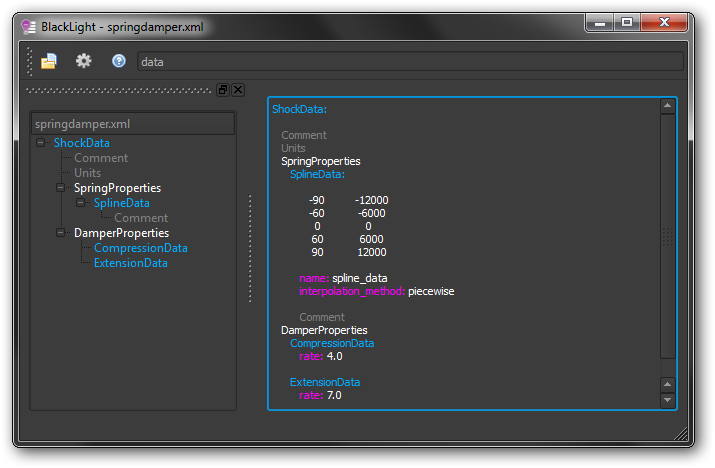 BlackLight - springdamper.xml
data
springdamper.xml
ShockData
Comment
Units
SpringProperties
SplineData
Comment
DamperProperties
CompressionData
ExtensionData
ShockData:
Comment
Units
SpringProperties
SplineData:
-90 -12000
-60 -6000
0 0
60 6000
90 12000
name: spline_data
interpolation_method: piecewise
Comment
DamperProperties
CompressionData
rate: 4.0
ExtensionData
rate: 7.0